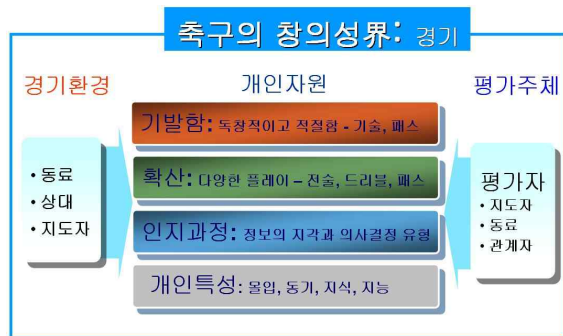 축구의 창의성界: 경기
경기환경
개인자원
평가주체
• 동료
• 상대
• 지도자
기발함: 독창적이고 적절함 - 기술, 패스
확산: 다양한 플레이 – 전술, 드리블, 패스
인지과정: 정보의 지각과 의사결정 유형
개인특성: 몰입, 동기, 지식, 지능
평가자
• 지도자
• 동료
• 관계자